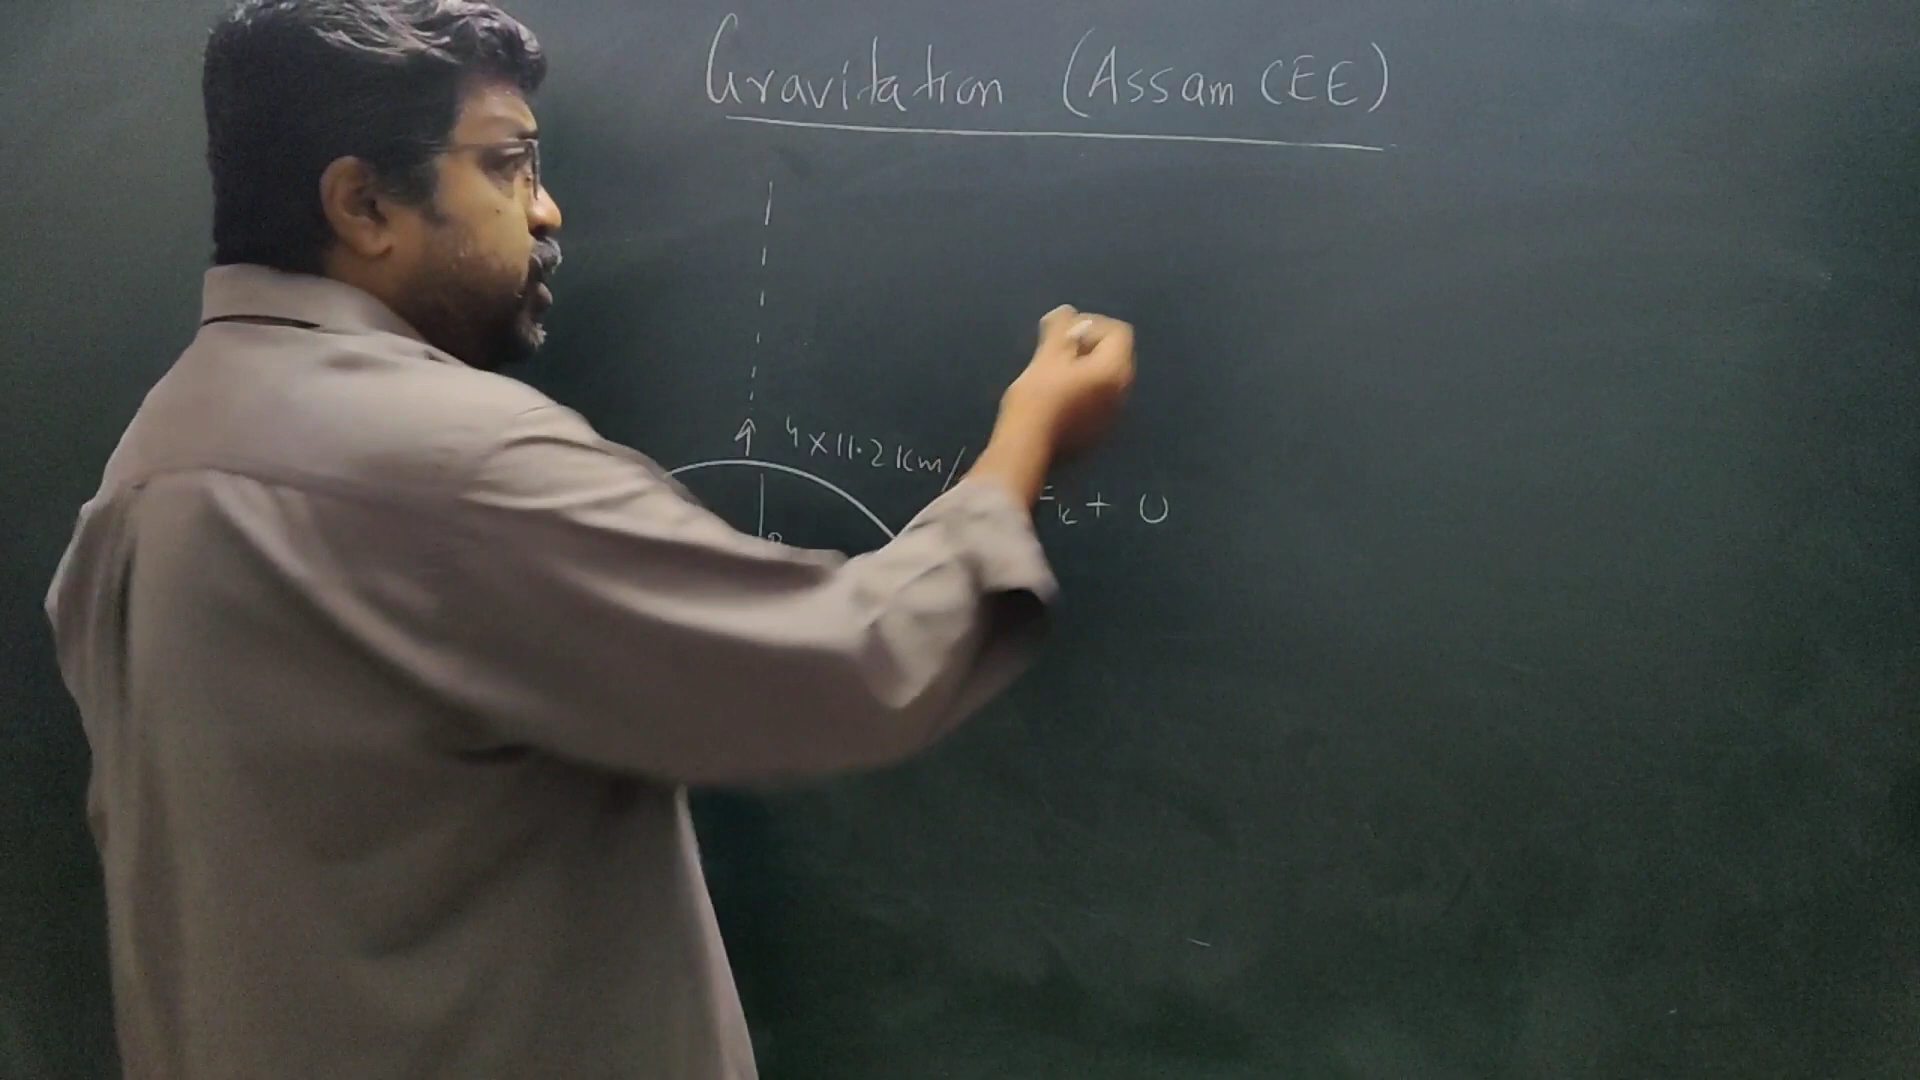 Gravitation (Assam CEE)
4×11.2 Km/
R
E_k + U